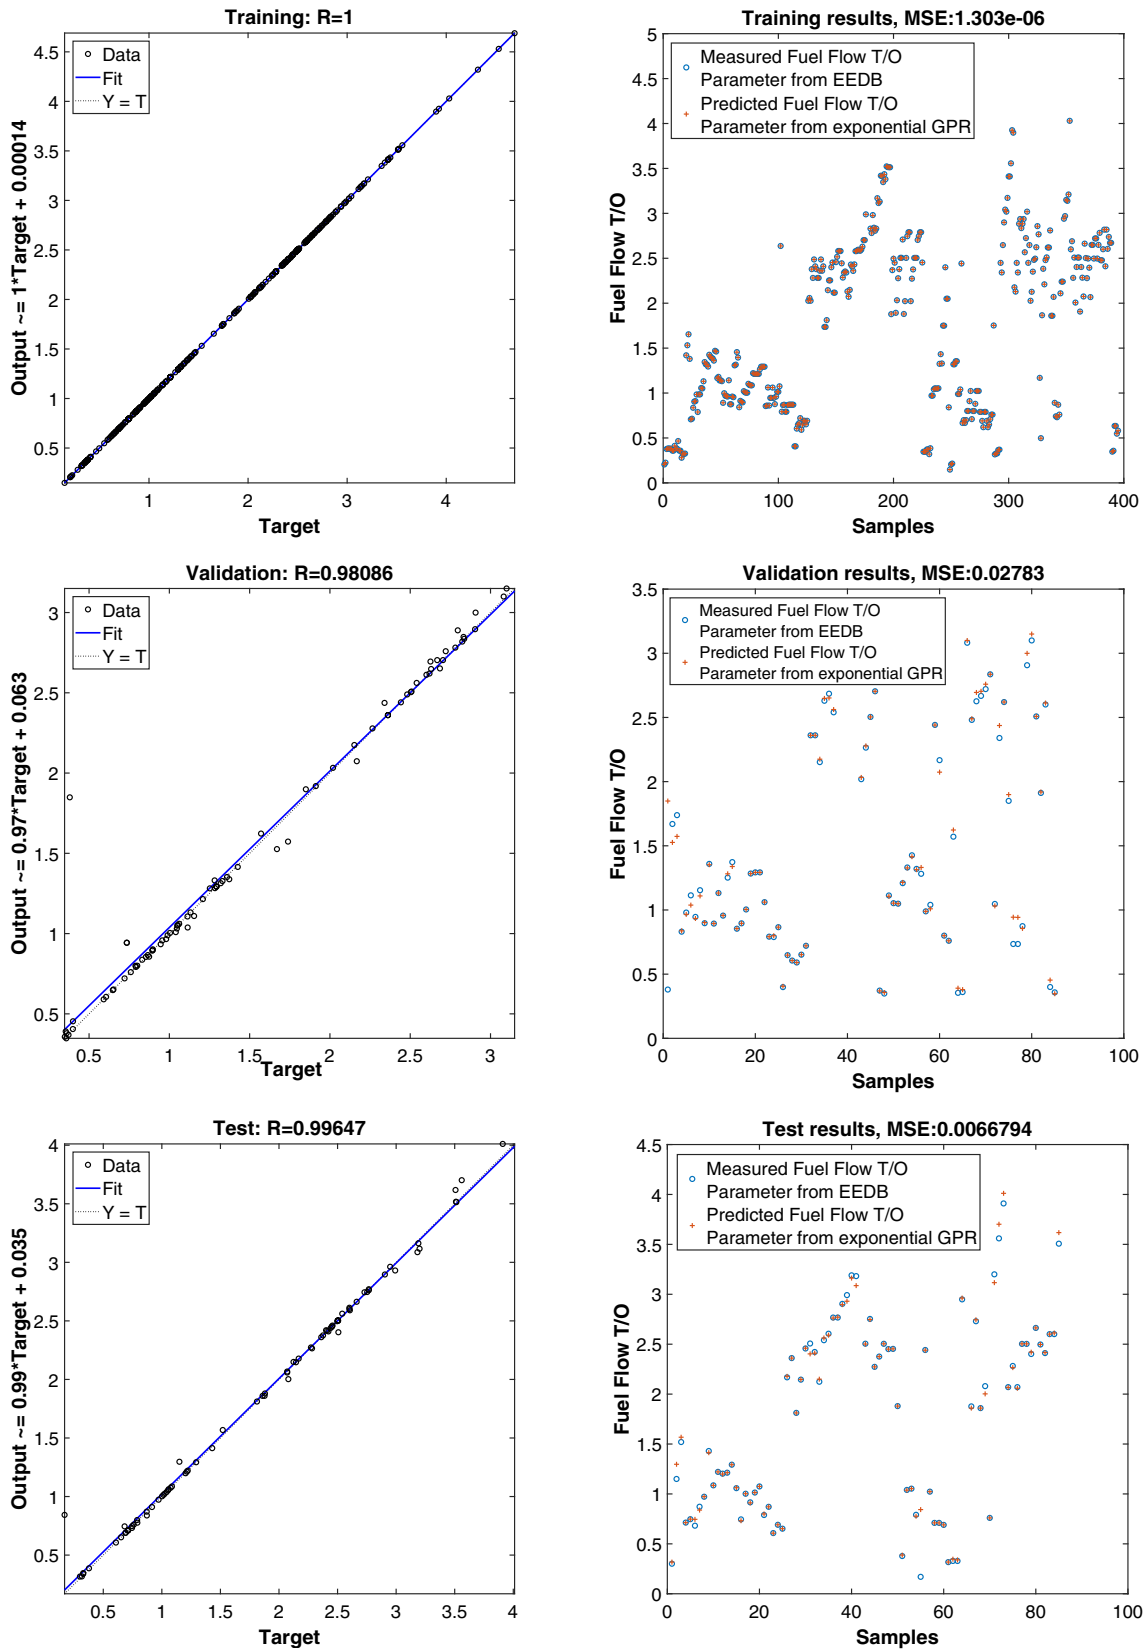 Training: R=1
Output ~= 1*Target + 0.00014
4.5
4
3.5
3
2.5
2
1.5
1
0.5
Data
Fit
Y = T
1
2
3
4
Target
Training results, MSE:1.303e-06
Fuel Flow T/O
5
4.5
4
3.5
3
2.5
2
1.5
1
0.5
0
Measured Fuel Flow T/O
Parameter from EEDB
Predicted Fuel Flow T/O
Parameter from exponential GPR
0
100
200
300
400
Samples
Validation: R=0.98086
Output ~= 0.97*Target + 0.063
3
2.5
2
1.5
1
0.5
Data
Fit
Y = T
0.5
1
1.5
2
2.5
3
Target
Validation results, MSE:0.02783
Fuel Flow T/O
3.5
3
2.5
2
1.5
1
0.5
0
Measured Fuel Flow T/O
Parameter from EEDB
Predicted Fuel Flow T/O
Parameter from exponential GPR
0
20
40
60
80
100
Samples
Test: R=0.99647
Output ~= 0.99*Target + 0.035
4
3.5
3
2.5
2
1.5
1
0.5
Data
Fit
Y = T
0.5
1
1.5
2
2.5
3
3.5
4
Target
Test results, MSE:0.0066794
Fuel Flow T/O
4.5
4
3.5
3
2.5
2
1.5
1
0.5
0
Measured Fuel Flow T/O
Parameter from EEDB
Predicted Fuel Flow T/O
Parameter from exponential GPR
0
20
40
60
80
100
Samples